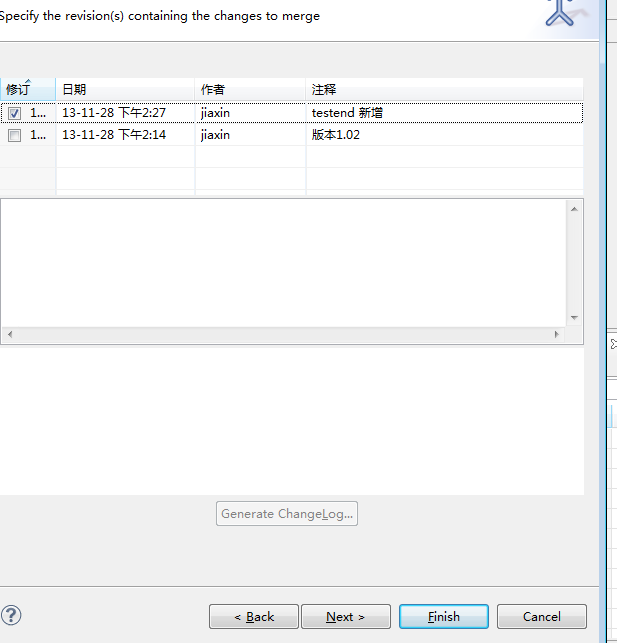 Specify the revision(s) containing the changes to merge
修订 日期 作者 注释
1... 13-11-28 下午2:27 jiaxin testend 新增
1... 13-11-28 下午2:14 jiaxin 版本1.02
Generate ChangeLog...
< Back Next > Finish Cancel